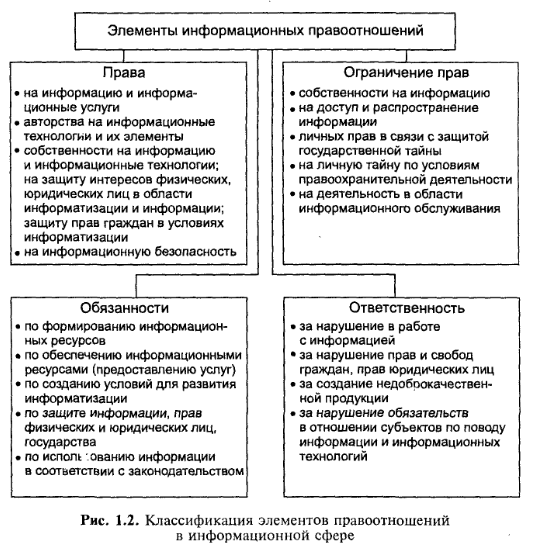 Элементы информационных правоотношений
Права
• на информацию и информа-
ционные услуги
• авторства на информационные
технологии и их элементы
• собственности на информацию
и информационные технологии;
на защиту интересов физических,
юридических лиц в области
информатизации и информации;
защиту прав граждан в условиях
информатизации
• на информационную безопасность
Ограничение прав
• собственности на информацию
• на доступ и распространение
информации
• личных прав в связи с защитой
государственной тайны
• на личную тайну по условиям
правоохранительной деятельности
• на деятельность в области
информационного обслуживания
Обязанности
• по формированию информацион-
ных ресурсов
• по обеспечению информационными
ресурсами (предоставлению услуг)
• по созданию условий для развития
информатизации
• по защите информации, прав
физических и юридических лиц,
государства
• по использованию информации
в соответствии с законодательством
Ответственность
• за нарушение в работе
с информацией
• за нарушение прав и свобод
граждан, прав юридических лиц
• за создание недоброкачествен-
ной продукции
• за нарушение обязательств
в отношении субъектов по поводу
информации и информационных
технологий
Рис. 1.2. Классификация элементов правоотношений
в информационной сфере